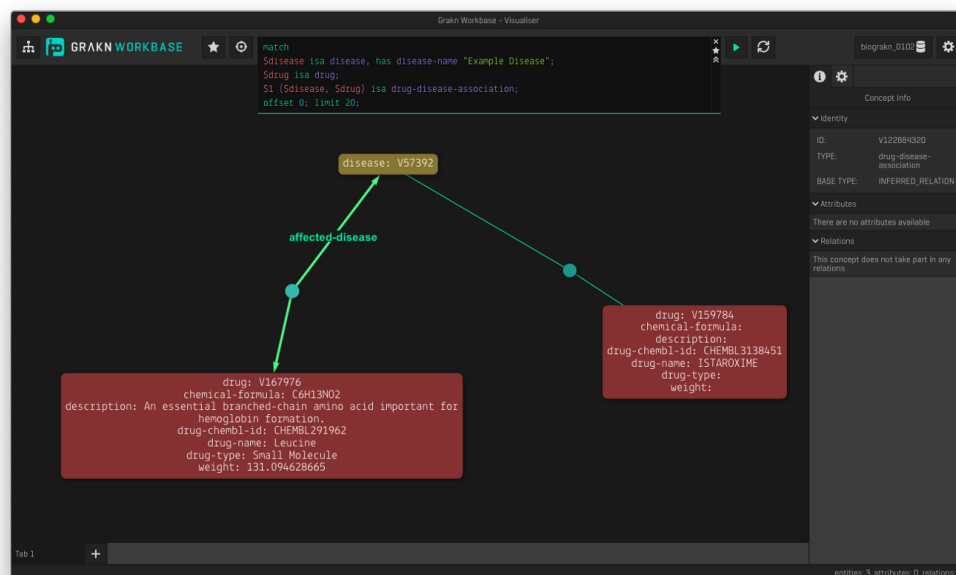 Grakn Workbase - Visualiser
GRAKN WORKBASE
match
$disease isa disease, has disease-name "Example Disease";
$drug isa drug;
$1 ($disease, $drug) isa drug-disease-association;
offset 0; limit 20;
biograkn_0102
Concept Info
Identity
ID: V122884320
TYPE: drug-disease-
association
BASE TYPE: INFERRED_RELATION
Attributes
There are no attributes available
Relations
This concept does not take part in any
relations
disease: V57392
affected-disease
drug: V159784
chemical-formula:
description:
drug-chembl-id: CHEMBL3138451
drug-name: ISTAROXIME
drug-type:
weight:
drug: V167976
chemical-formula: C6H13NO2
description: An essential branched-chain amino acid important for
hemoglobin formation.
drug-chembl-id: CHEMBL291962
drug-name: Leucine
drug-type: Small Molecule
weight: 131.094628665
Tab 1
+
entities: 3 attributes: 0 relations: